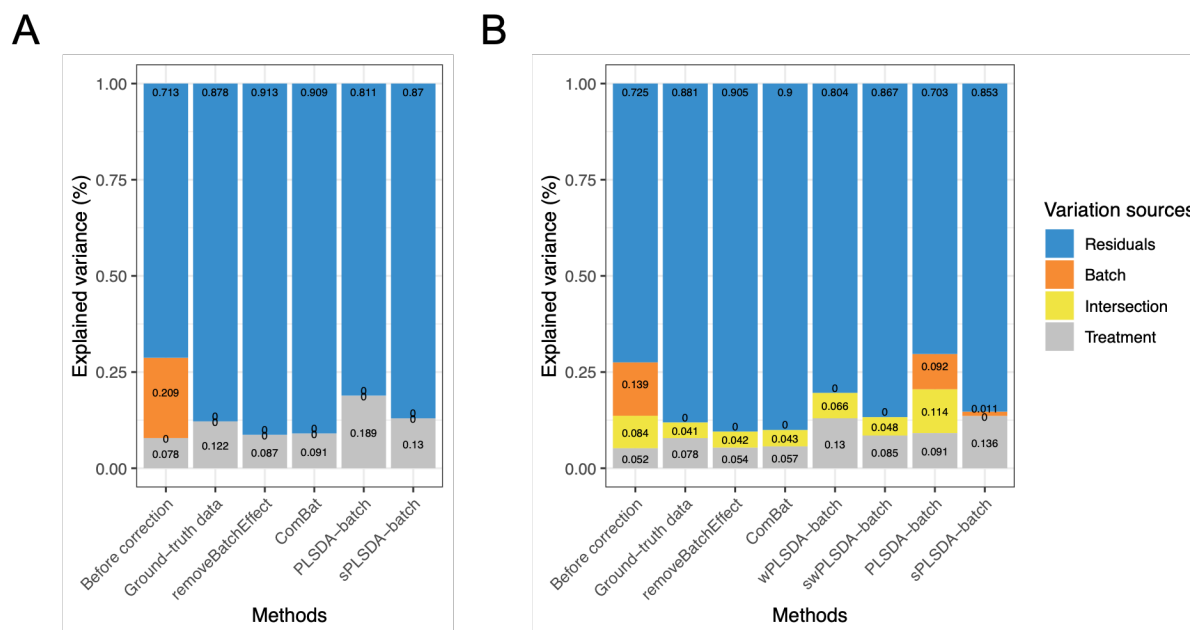 A
B
1.00
0.75
0.50
0.25
0.00
Explained variance (%)
0.713
0.878
0.913
0.909
0.811
0.87
0.209
0
0.078
0
0
0.122
0
0
0.087
0
0
0.091
0
0
0.189
0
0
0.13
Before correction
Ground−truth data
removeBatchEffect
ComBat
PLSDA−batch
sPLSDA−batch
Methods
1.00
0.75
0.50
0.25
0.00
Explained variance (%)
0.725
0.881
0.905
0.9
0.804
0.867
0.703
0.853
0.139
0.084
0.052
0
0.041
0.078
0
0.042
0.054
0
0.043
0.057
0
0.066
0.13
0
0.048
0.085
0.092
0.114
0.091
0.011
0
0.136
Before correction
Ground−truth data
removeBatchEffect
ComBat
wPLSDA−batch
swPLSDA−batch
PLSDA−batch
sPLSDA−batch
Methods
Variation sources
Residuals
Batch
Intersection
Treatment